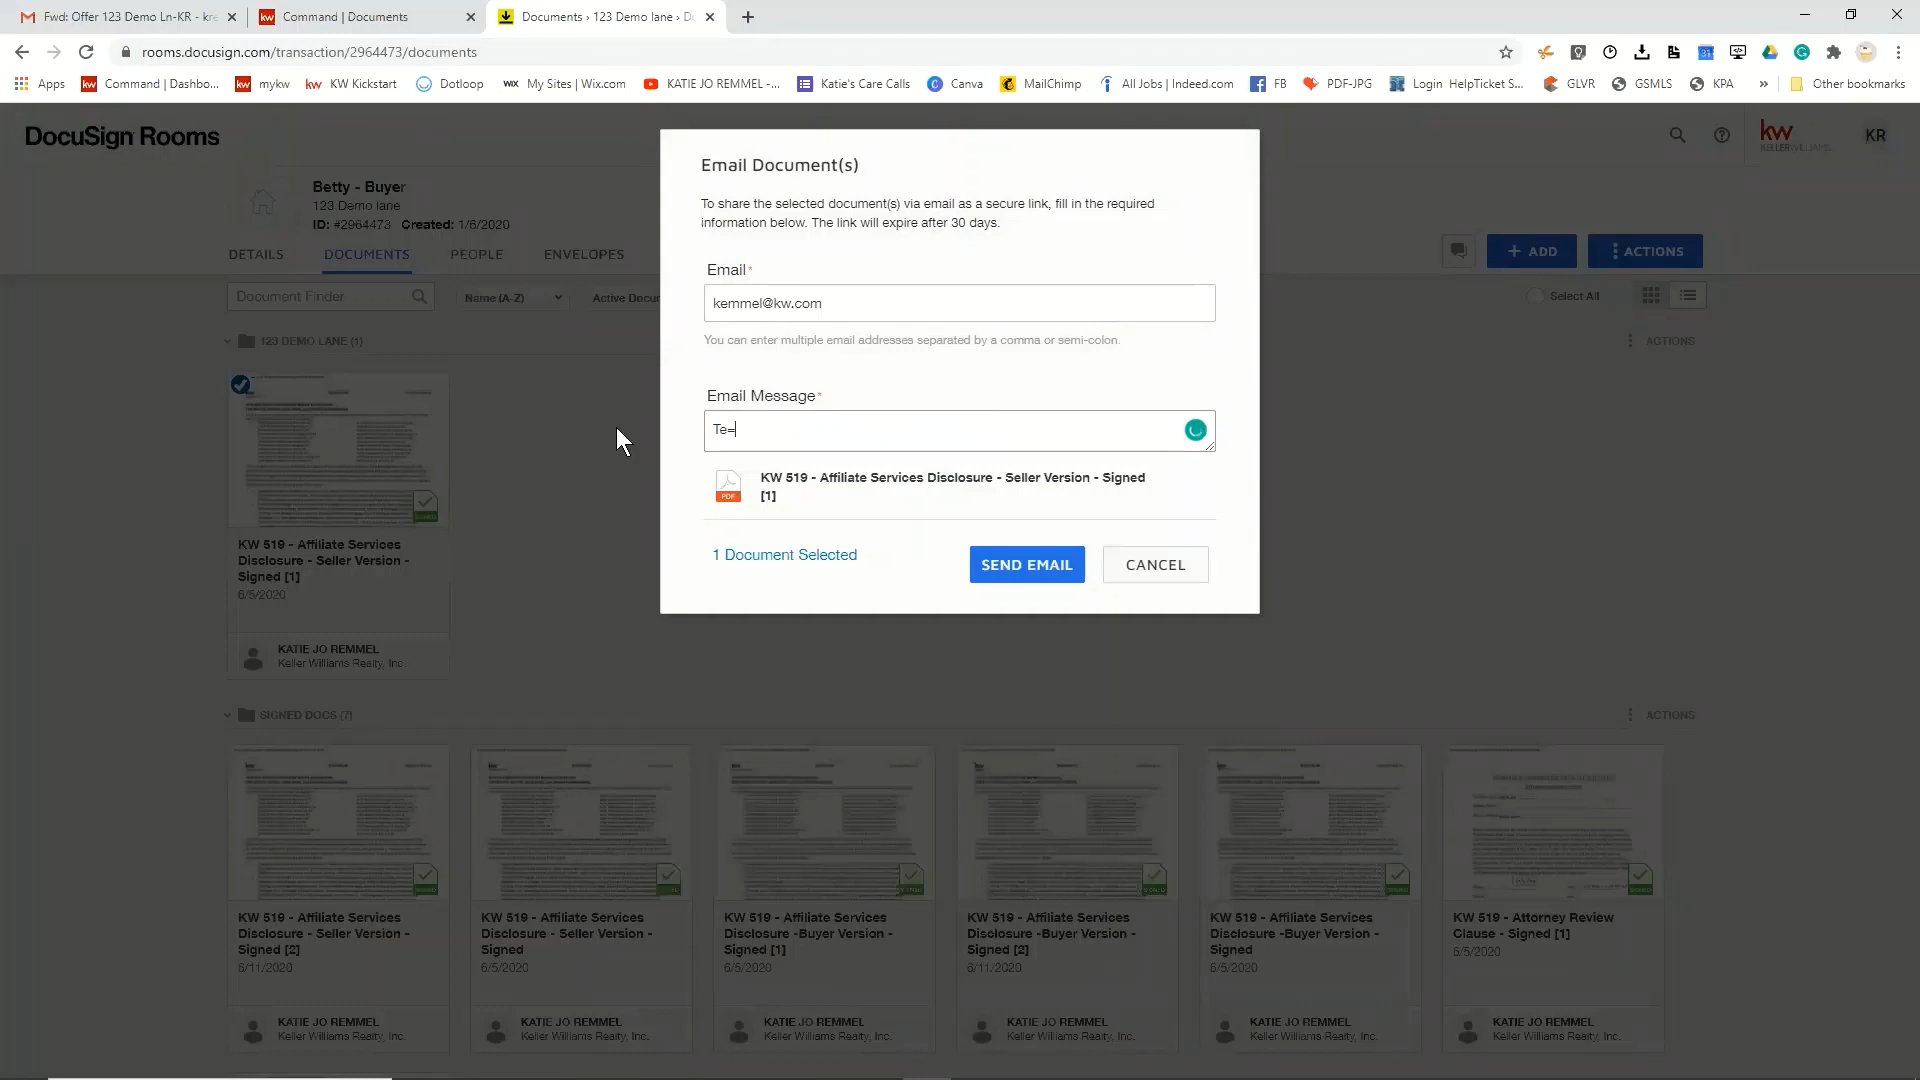 Fwd: Offer 123 Demo Ln-KR - kre
Command | Documents
Documents › 123 Demo lane › Do
rooms.docusign.com/transaction/2964473/documents
Apps
Command | Dashbo...
mykw
KW Kickstart
Dotloop
My Sites | Wix.com
KATIE JO REMMEL -...
Katie's Care Calls
Canva
MailChimp
All Jobs | Indeed.com
FB
PDF-JPG
Login HelpTicket S...
GLVR
GSMLS
KPA
»
Other bookmarks
DocuSign Rooms
kw
KELLERWILLIAMS
KR
Betty - Buyer
123 Demo lane
ID: #2964473 Created: 1/6/2020
DETAILS
DOCUMENTS
PEOPLE
ENVELOPES
+ ADD
ACTIONS
Document Finder
Name (A-Z)
Active Docu
Select All
123 DEMO LANE (1)
ACTIONS
KW 519 - Affiliate Services
Disclosure - Seller Version -
Signed [1]
6/5/2020
KATIE JO REMMEL
Keller Williams Realty, Inc.
Email Document(s)
To share the selected document(s) via email as a secure link, fill in the required
information below. The link will expire after 30 days.
Email*
kemmel@kw.com
You can enter multiple email addresses separated by a comma or semi-colon.
Email Message*
Te=
PDF
KW 519 - Affiliate Services Disclosure - Seller Version - Signed
[1]
1 Document Selected
SEND EMAIL
CANCEL
SIGNED DOCS (7)
ACTIONS
KW 519 - Affiliate Services
Disclosure - Seller Version -
Signed [2]
6/11/2020
KATIE JO REMMEL
Keller Williams Realty, Inc.
KW 519 - Affiliate Services
Disclosure - Seller Version -
Signed
6/5/2020
KATIE JO REMMEL
Keller Williams Realty, Inc.
KW 519 - Affiliate Services
Disclosure -Buyer Version -
Signed [1]
6/5/2020
KATIE JO REMMEL
Keller Williams Realty, Inc.
KW 519 - Affiliate Services
Disclosure -Buyer Version -
Signed [2]
6/11/2020
KATIE JO REMMEL
Keller Williams Realty, Inc.
KW 519 - Affiliate Services
Disclosure -Buyer Version -
Signed
6/5/2020
KATIE JO REMMEL
Keller Williams Realty, Inc.
KW 519 - Attorney Review
Clause - Signed [1]
6/5/2020
KATIE JO REMMEL
Keller Williams Realty, Inc.